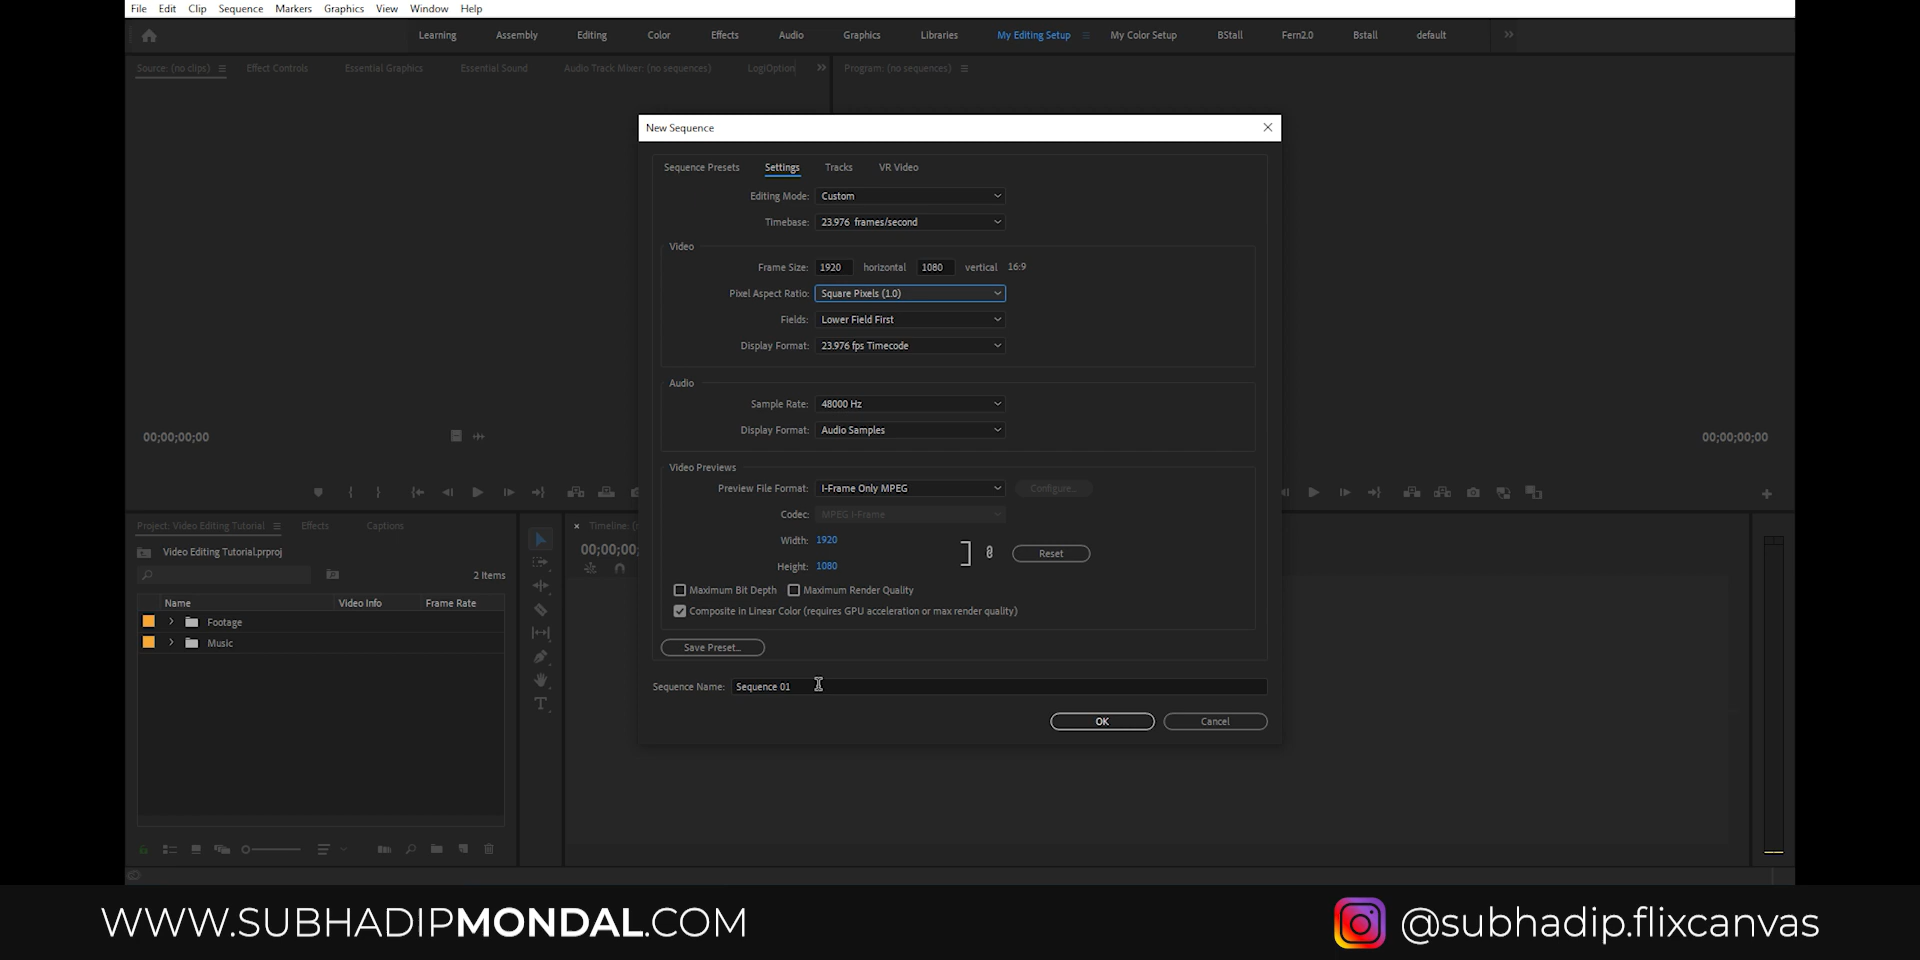 File Edit Clip Sequence Markers Graphics View Window Help
Learning Assembly Editing Color Effects Audio Graphics Libraries My Editing Setup My Color Setup BStall Fern2.0 Bstall default
Source: (no clips) Effect Controls Essential Graphics Essential Sound Audio Track Mixer: (no sequences) LogiOption Program: (no sequences)
New Sequence
Sequence Presets Settings Tracks VR Video
Editing Mode: Custom
Timebase: 23.976 frames/second
Video
Frame Size: 1920 horizontal 1080 vertical 16:9
Pixel Aspect Ratio: Square Pixels (1.0)
Fields: Lower Field First
Display Format: 23.976 fps Timecode
Audio
Sample Rate: 48000 Hz
Display Format: Audio Samples
00;00;00;00
00;00;00;00
Video Previews
Preview File Format: I-Frame Only MPEG Configure...
Codec: MPEG I-Frame
Width: 1920
Height: 1080
Reset
Maximum Bit Depth Maximum Render Quality
Composite in Linear Color (requires GPU acceleration or max render quality)
Save Preset...
Sequence Name: Sequence 01
OK Cancel
Project: Video Editing Tutorial Effects Captions
Video Editing Tutorial.prproj
2 Items
Name Video Info Frame Rate
Footage
Music
Timeline: (
00;00;00;
WWW.SUBHADIPMONDAL.COM
@subhadip.flixcanvas